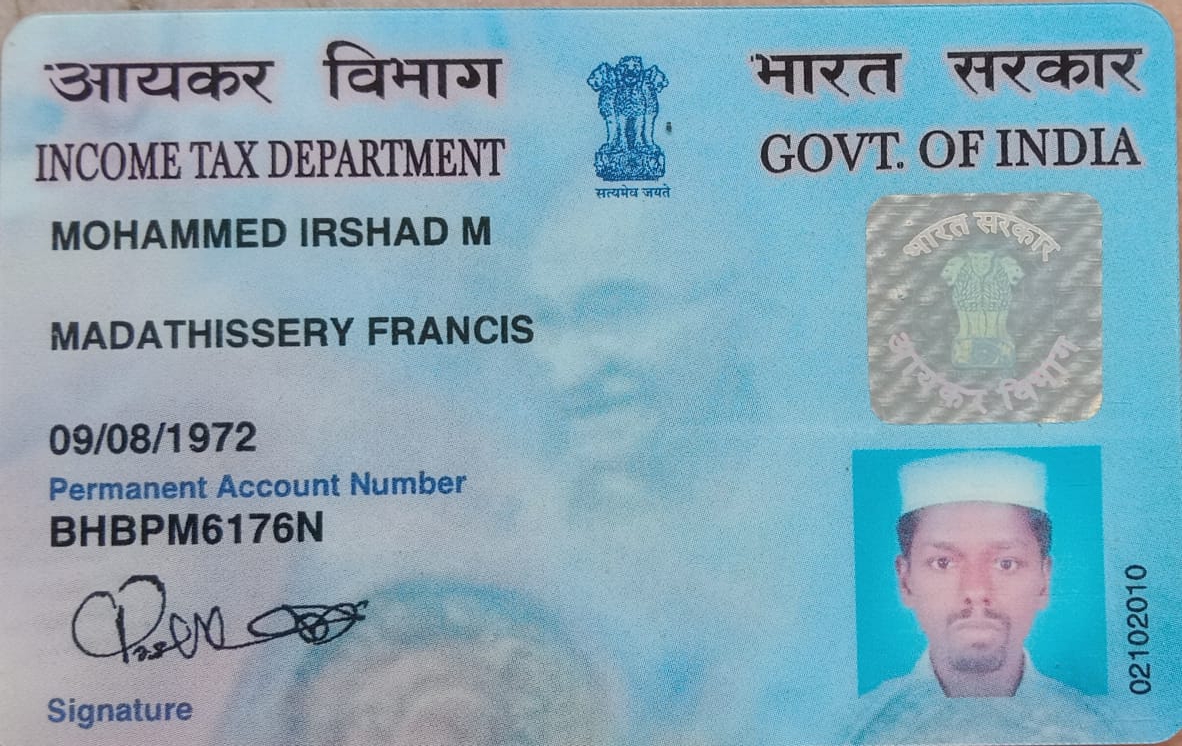 आयकर विभाग
भारत सरकार
INCOME TAX DEPARTMENT
GOVT. OF INDIA
सत्यमेव जयते
MOHAMMED IRSHAD M
MADATHISSERY FRANCIS
09/08/1972
Permanent Account Number
BHBPM6176N
Signature
भारत सरकार
आयकर विभाग
02102010